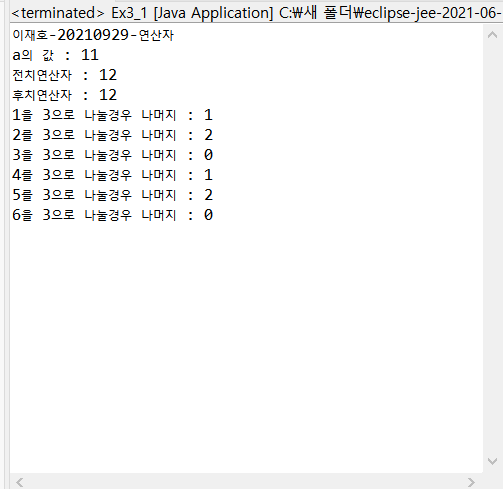 <terminated> Ex3_1 [Java Application] C:₩새 폴더₩eclipse-jee-2021-06-
이재호-20210929-연산자
a의 값 : 11
전치연산자 : 12
후치연산자 : 12
1을 3으로 나눌경우 나머지 : 1
2를 3으로 나눌경우 나머지 : 2
3을 3으로 나눌경우 나머지 : 0
4를 3으로 나눌경우 나머지 : 1
5를 3으로 나눌경우 나머지 : 2
6을 3으로 나눌경우 나머지 : 0